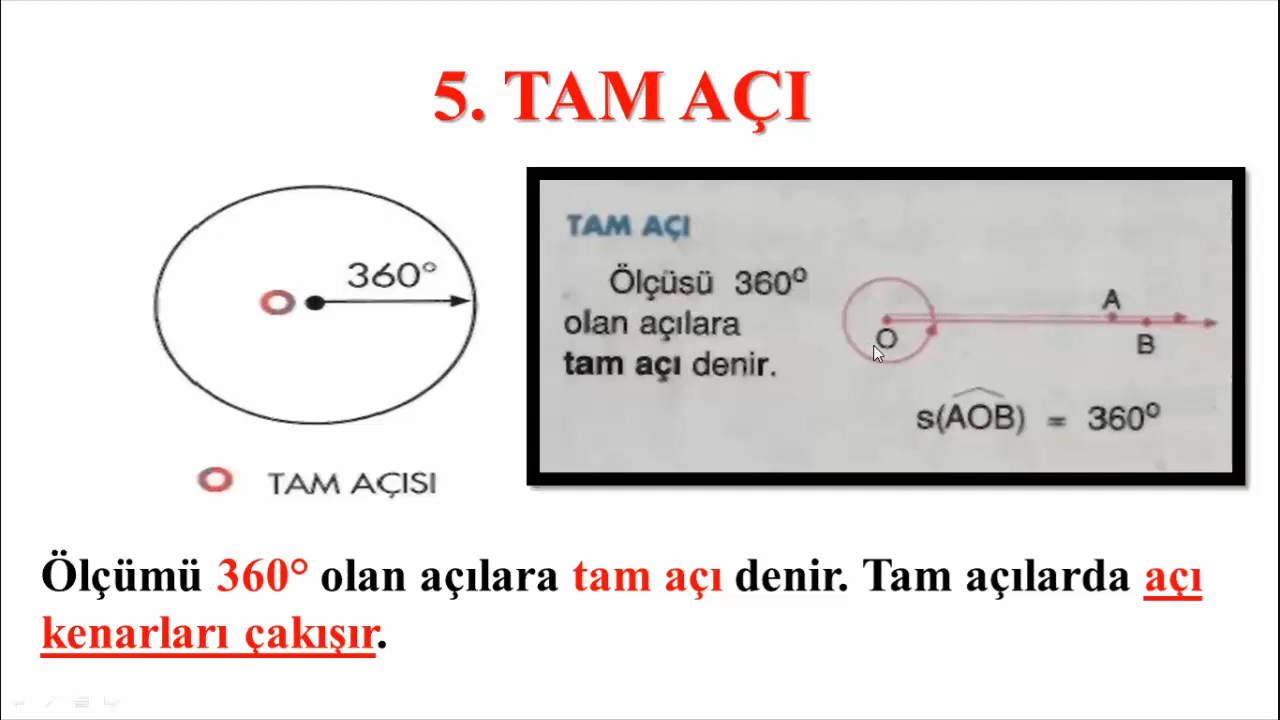 5. TAM AÇI
360°
O
O TAM AÇISI
TAM AÇI
Ölçüsü 360°
olan açılara
tam açı denir.
O
A
B
s(AOB) = 360°
Ölçümü 360° olan açılara tam açı denir. Tam açılarda açı
kenarları çakışır.